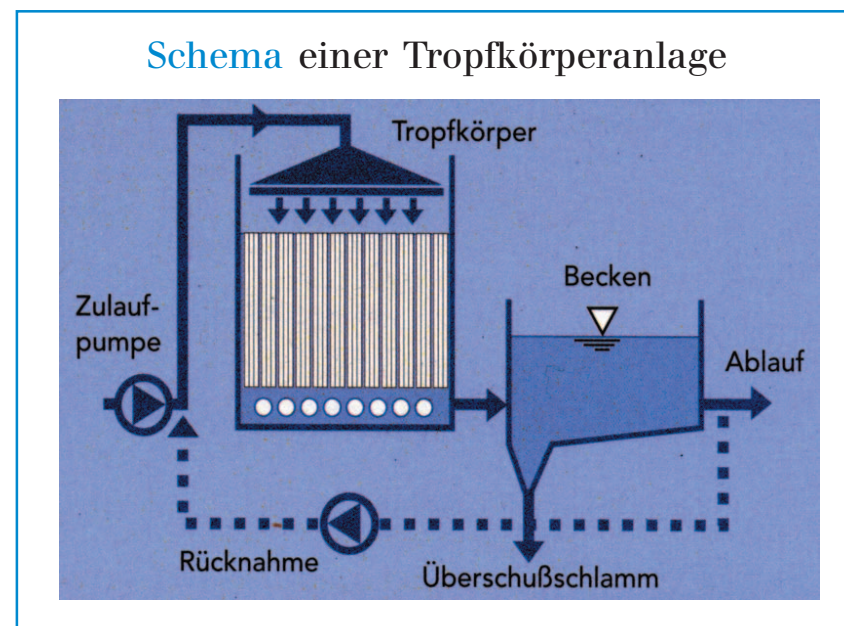 Schema einer Tropfkörperanlage
Tropfkörper
Zulauf-
pumpe
Becken
Ablauf
Rücknahme
Überschußschlamm